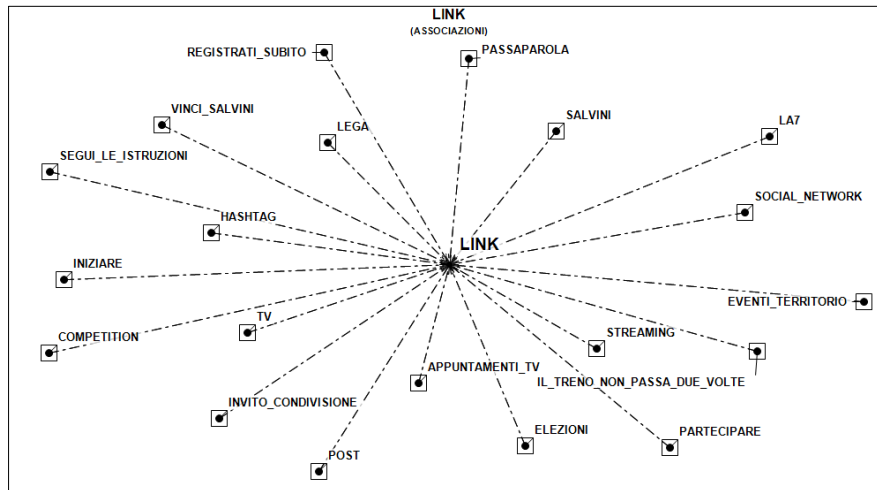 LINK
(ASSOCIAZIONI)
REGISTRATI_SUBITO
PASSAPAROLA
VINCI_SALVINI
LEGA
SALVINI
LA7
SEGUI_LE_ISTRUZIONI
SOCIAL_NETWORK
HASHTAG
LINK
INIZIARE
EVENTI_TERRITORIO
TV
STREAMING
COMPETITION
APPUNTAMENTI_TV
IL_TRENO_NON_PASSA_DUE_VOLTE
INVITO_CONDIVISIONE
ELEZIONI
PARTECIPARE
POST